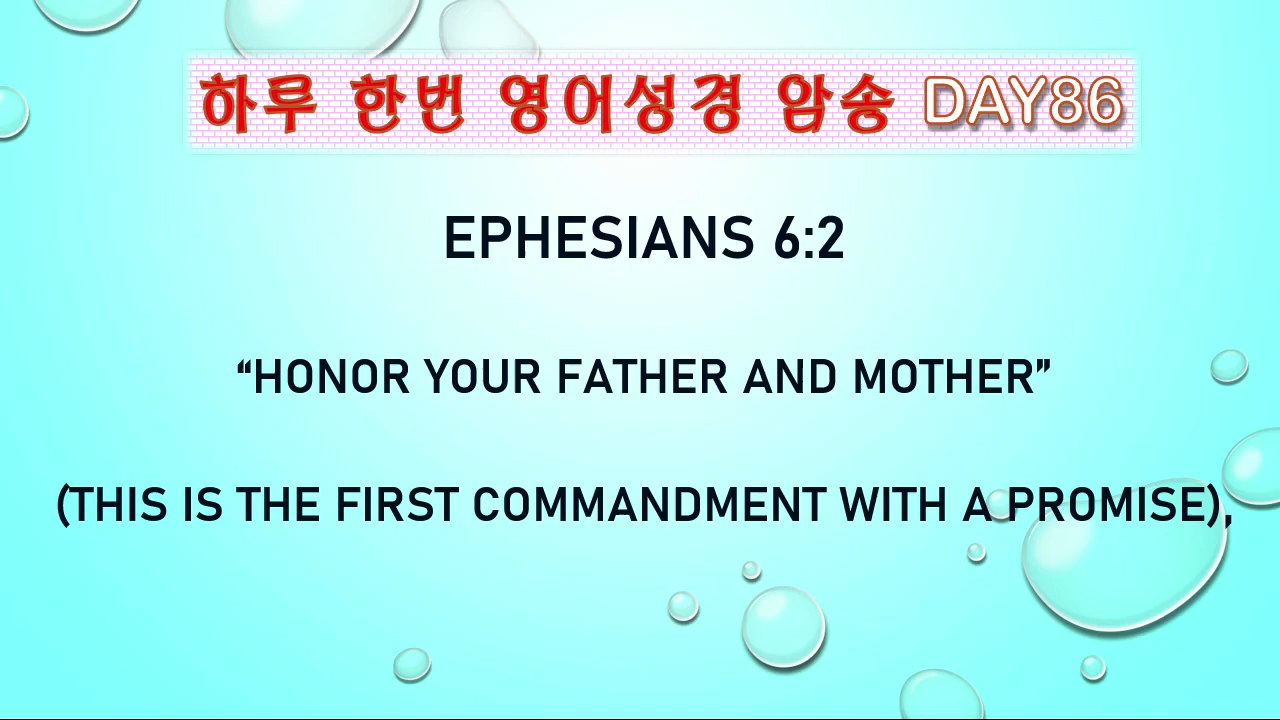 하루 한번 영어성경 암송 DAY86
EPHESIANS 6:2
“HONOR YOUR FATHER AND MOTHER”
(THIS IS THE FIRST COMMANDMENT WITH A PROMISE),